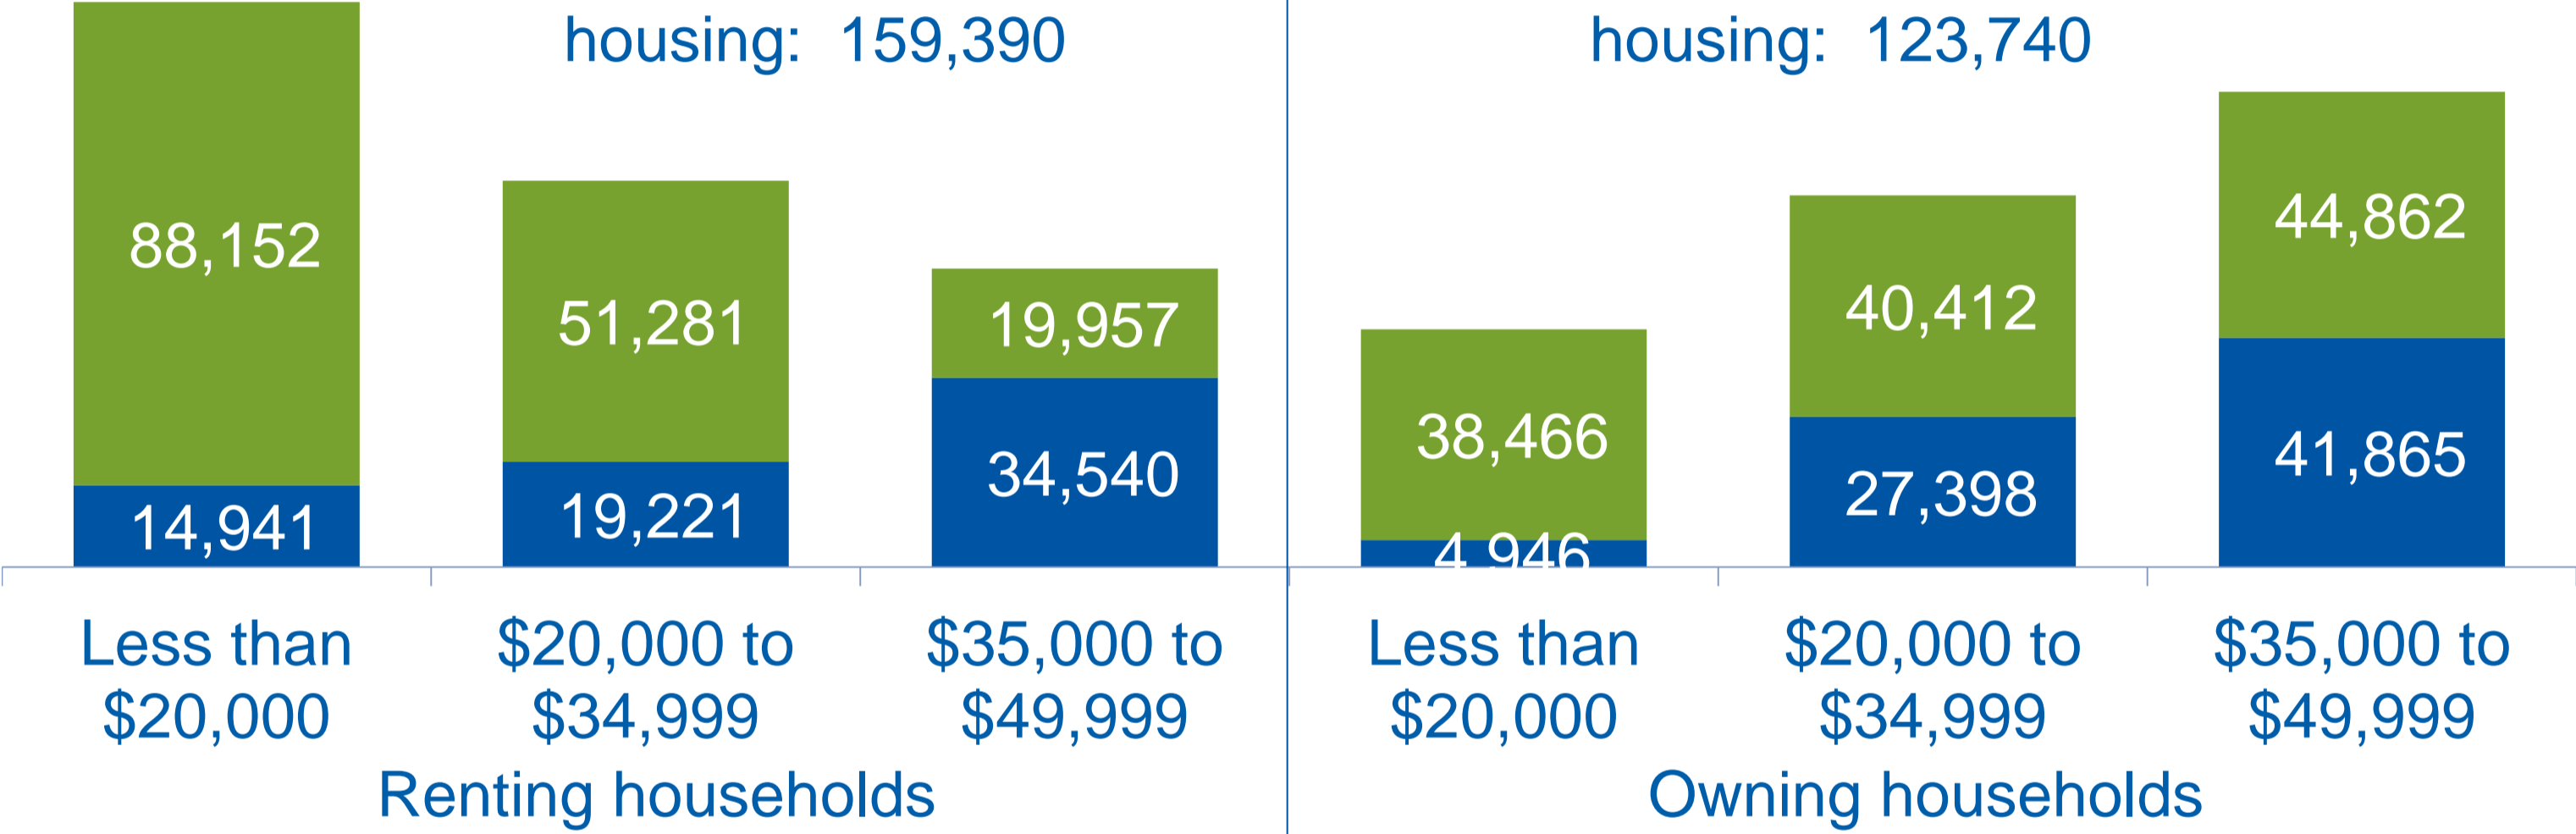 housing: 159,390
housing: 123,740
88,152
14,941
51,281
19,221
19,957
34,540
38,466
4,946
40,412
27,398
44,862
41,865
Less than
$20,000
$20,000 to
$34,999
$35,000 to
$49,999
Less than
$20,000
$20,000 to
$34,999
$35,000 to
$49,999
Renting households
Owning households